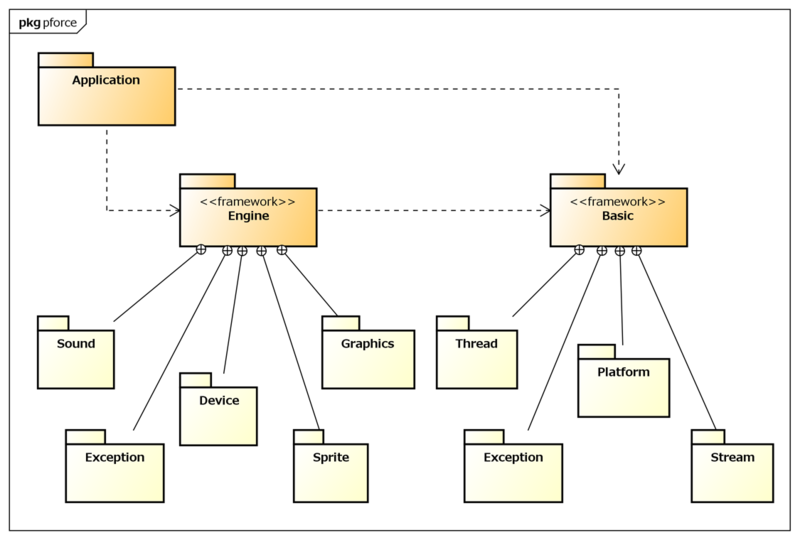 pkg pforce
Application
<<framework>>
Engine
<<framework>>
Basic
Sound
Graphics
Thread
Platform
Device
Exception
Sprite
Exception
Stream